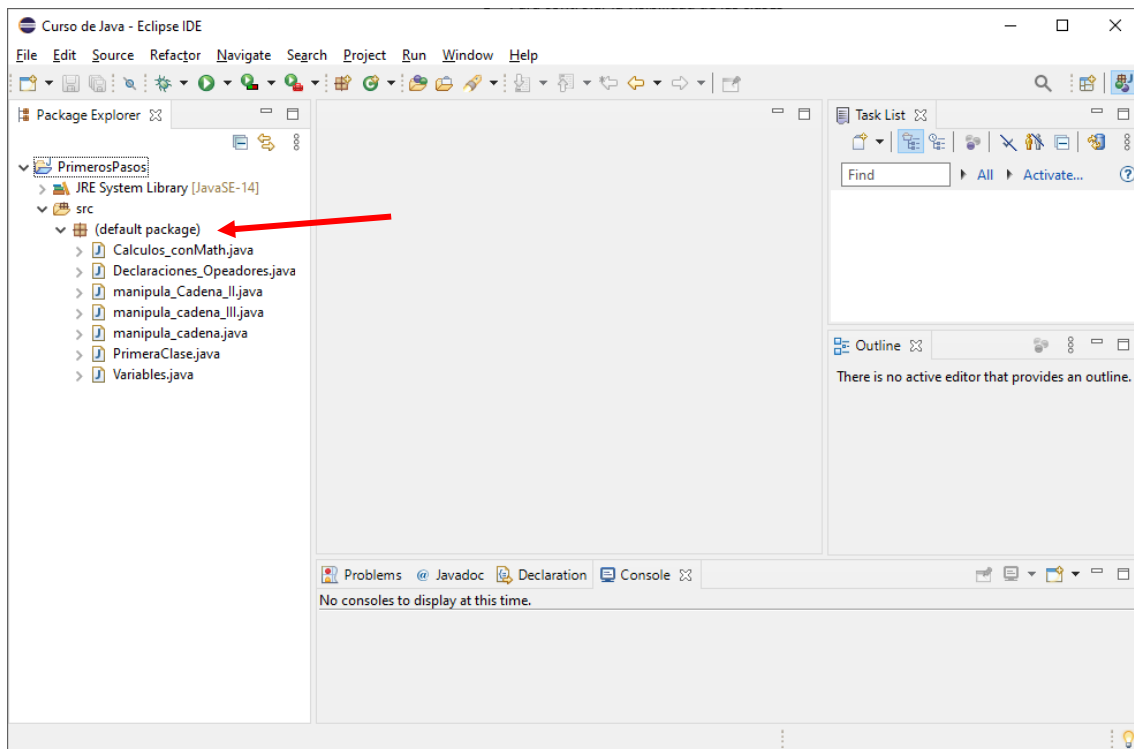 Curso de Java - Eclipse IDE
File Edit Source Refactor Navigate Search Project Run Window Help
Package Explorer
PrimerosPasos
JRE System Library [JavaSE-14]
src
(default package)
Calculos_conMath.java
Declaraciones_Opeadores.java
manipula_Cadena_II.java
manipula_cadena_III.java
manipula_cadena.java
PrimeraClase.java
Variables.java
Task List
Find All Activate...
Outline
There is no active editor that provides an outline.
Problems @ Javadoc Declaration Console
No consoles to display at this time.